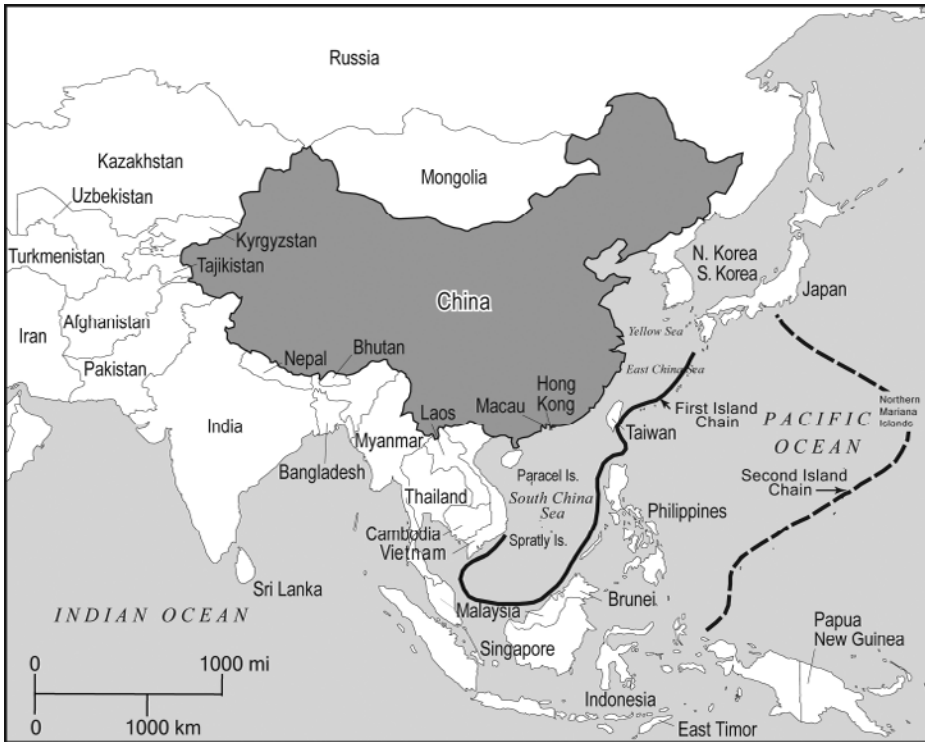 Russia
Kazakhstan
Mongolia
Uzbekistan
Kyrgyzstan
Turkmenistan
Tajikistan
N. Korea
S. Korea
Japan
China
Iran
Afghanistan
Yellow Sea
Pakistan
Nepal
Bhutan
East China Sea
Hong
Kong
Macau
First Island
Chain
Northern
Mariana
Islands
Laos
India
Myanmar
Taiwan
PACIFIC
OCEAN
Bangladesh
Paracel Is.
Second Island
Chain
Thailand
South China
Sea
Philippines
Cambodia
Vietnam
Spratly Is.
Sri Lanka
INDIAN OCEAN
Malaysia
Brunei
Singapore
Papua
New Guinea
Indonesia
East Timor
0 1000 mi
0 1000 km